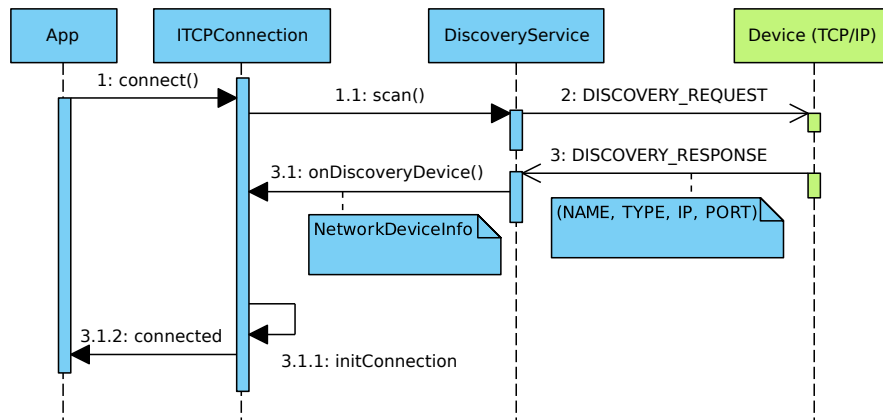 App
ITCPConnection
DiscoveryService
Device (TCP/IP)
1: connect()
1.1: scan()
2: DISCOVERY_REQUEST
3: DISCOVERY_RESPONSE
3.1: onDiscoveryDevice()
(NAME, TYPE, IP, PORT)
NetworkDeviceInfo
3.1.2: connected
3.1.1: initConnection